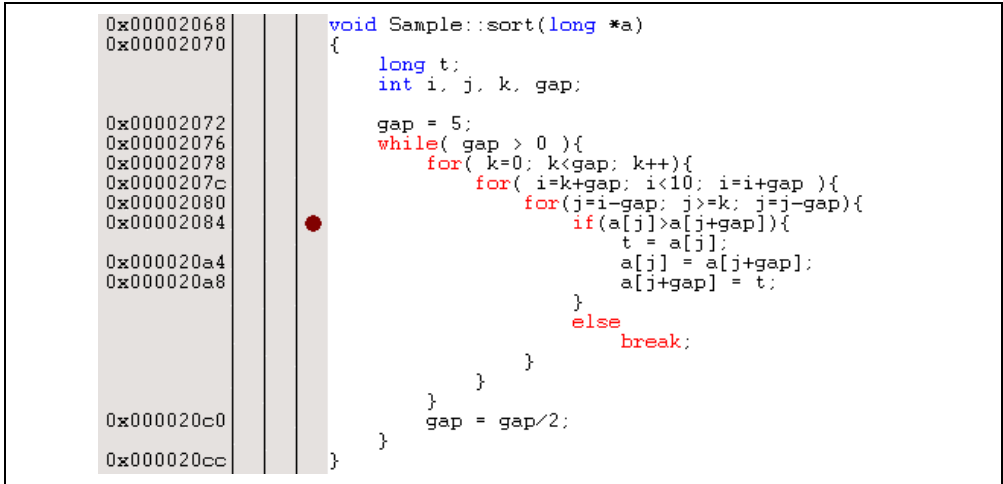 0x00002068 void Sample::sort(long *a)
0x00002070 {
long t;
int i, j, k, gap;
0x00002072 gap = 5;
0x00002076 while( gap > 0 ){
0x00002078 for( k=0; k<gap; k++){
0x0000207c for( i=k+gap; i<10; i=i+gap ){
0x00002080 for(j=i-gap; j>=k; j=j-gap){
0x00002084 if(a[j]>a[j+gap]){
t = a[j];
0x000020a4 a[j] = a[j+gap];
0x000020a8 a[j+gap] = t;
}
else
break;
}
}
}
0x000020c0 gap = gap/2;
}
0x000020cc }